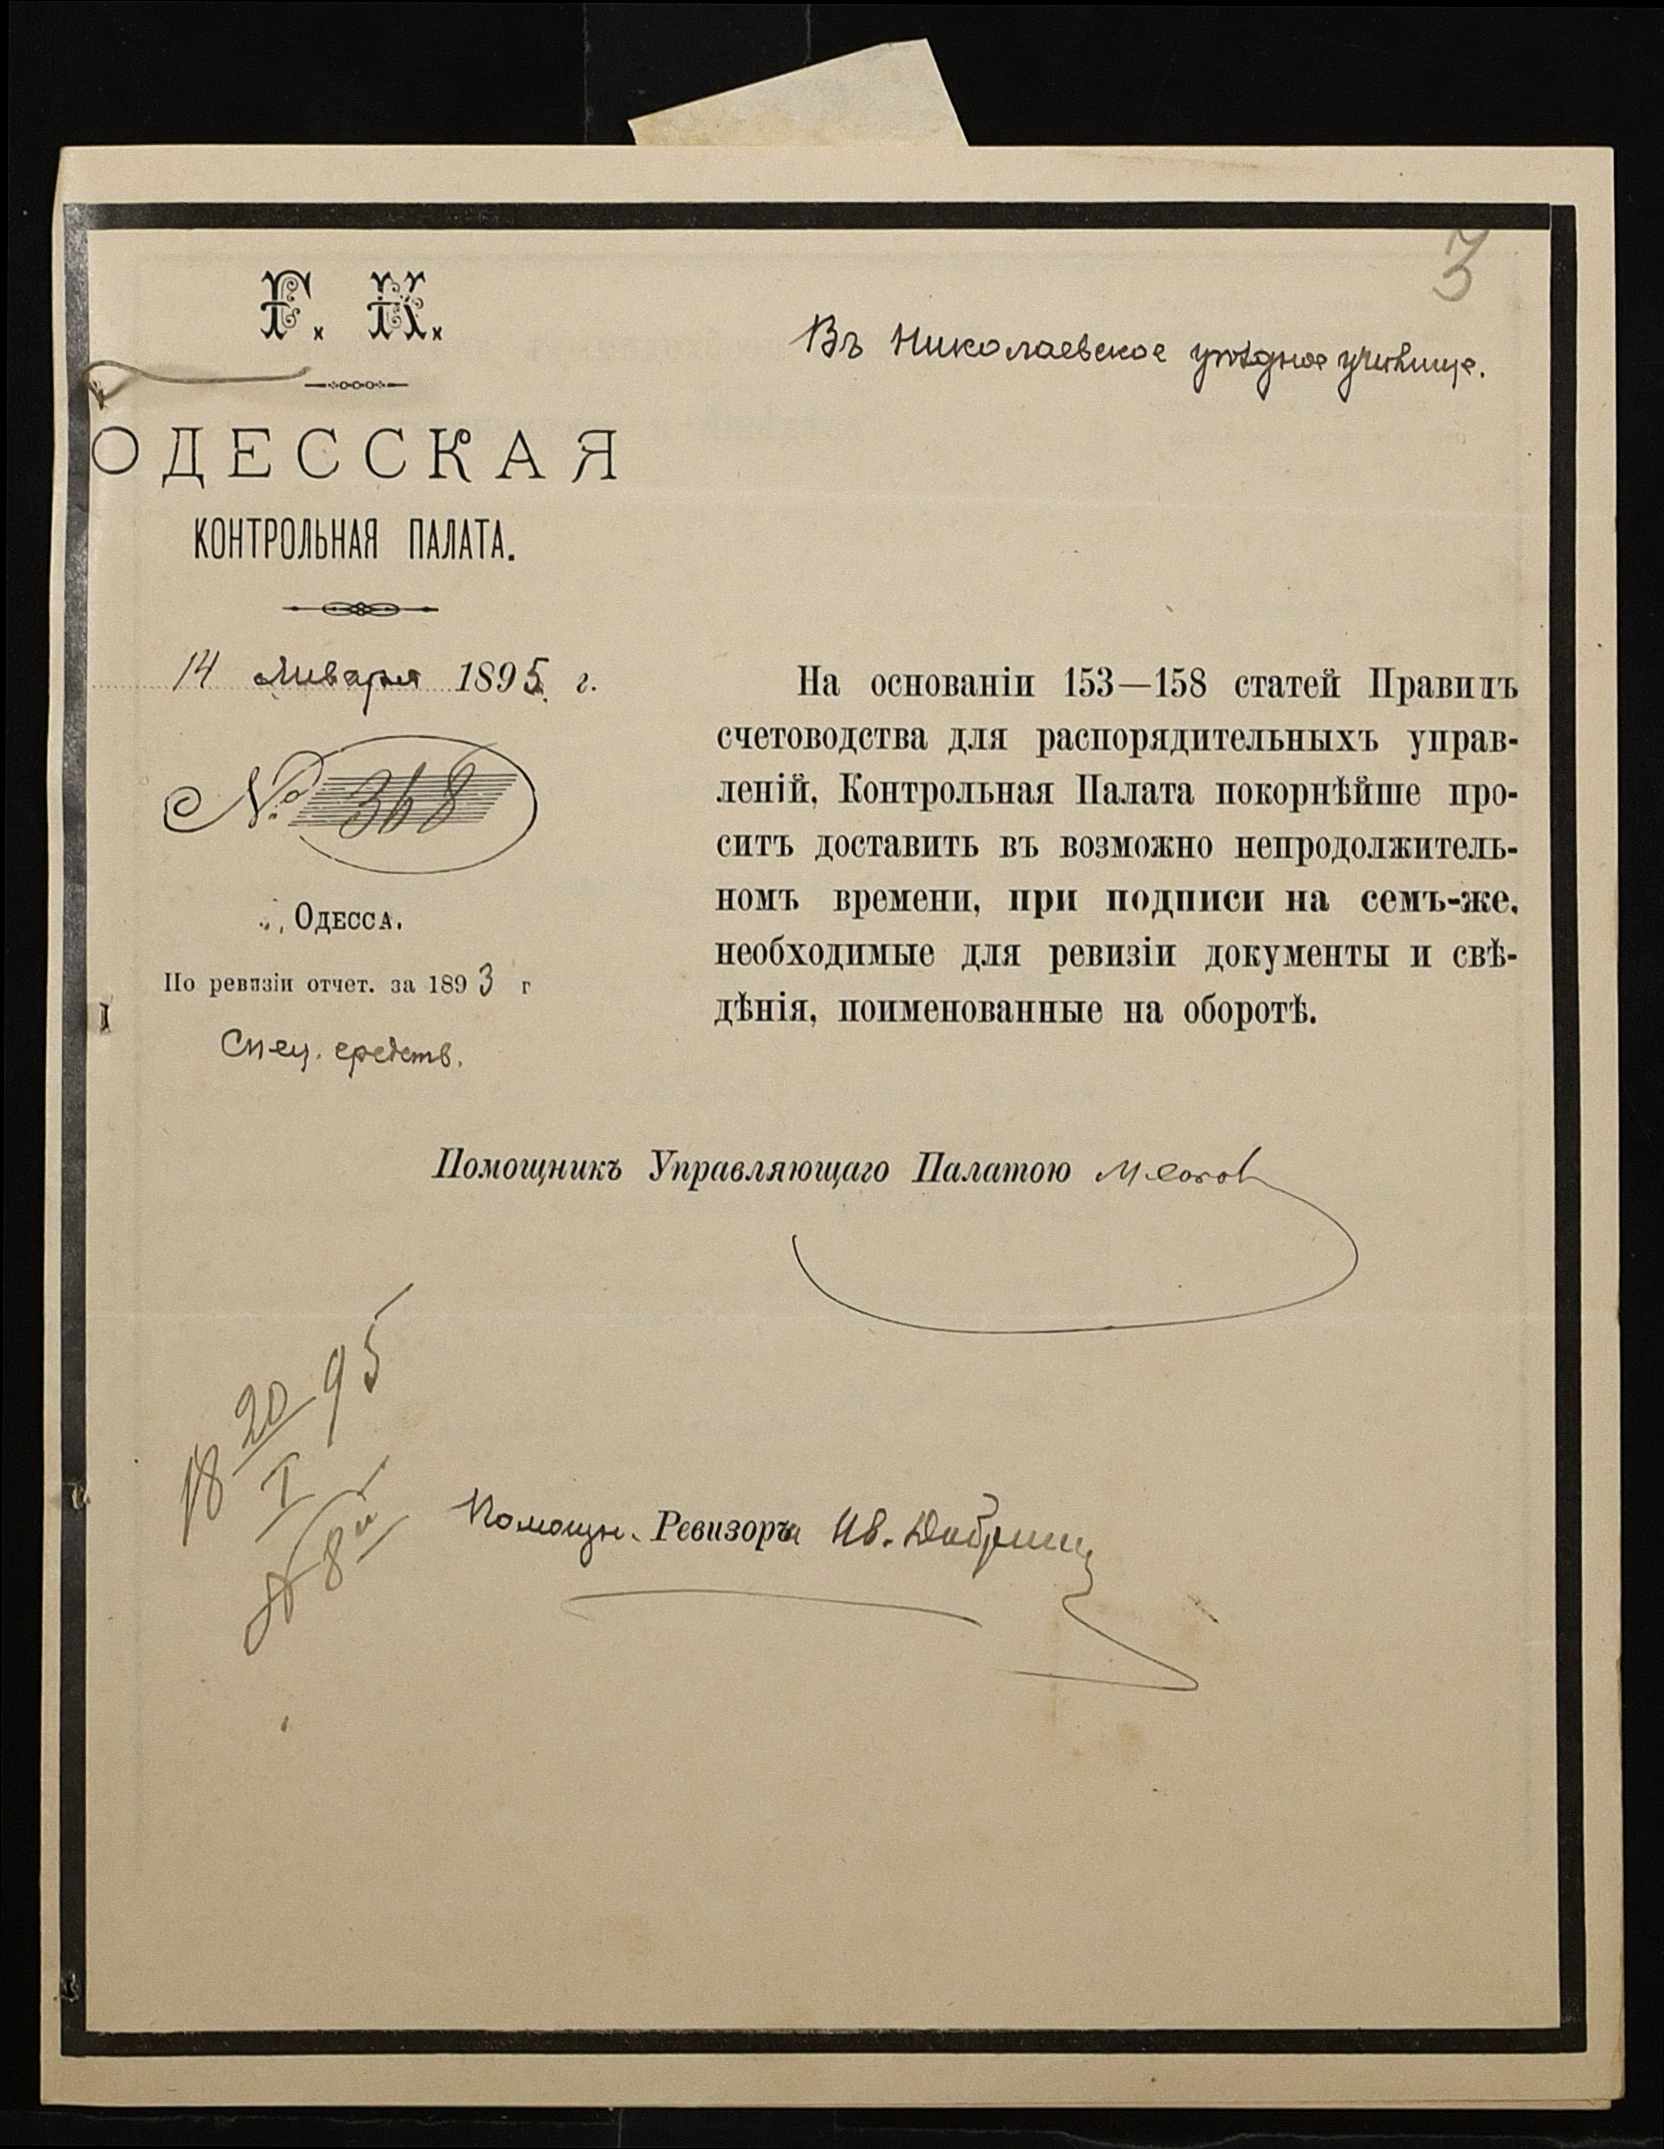 3
Г. К.
Въ Николаевское уѣздное училище.
ОДЕССКАЯ
КОНТРОЛЬНАЯ ПАЛАТА.
14 Января 1895 г.
№ 368
Одесса.
По ревизіи отчет. за 1893 г
Спец. средств.
На основаніи 153—158 статей Правилъ
счетоводства для распорядительныхъ управ-
леній, Контрольная Палата покорнѣйше про-
ситъ доставить въ возможно непродолжитель-
номъ времени, при подписи на семъ-же,
необходимые для ревизіи документы и свѣ-
дѣнія, поименованные на оборотѣ.
Помощникъ Управляющаго Палатою
18 20/I 95
№ 8
Помощн. Ревизора Ив.